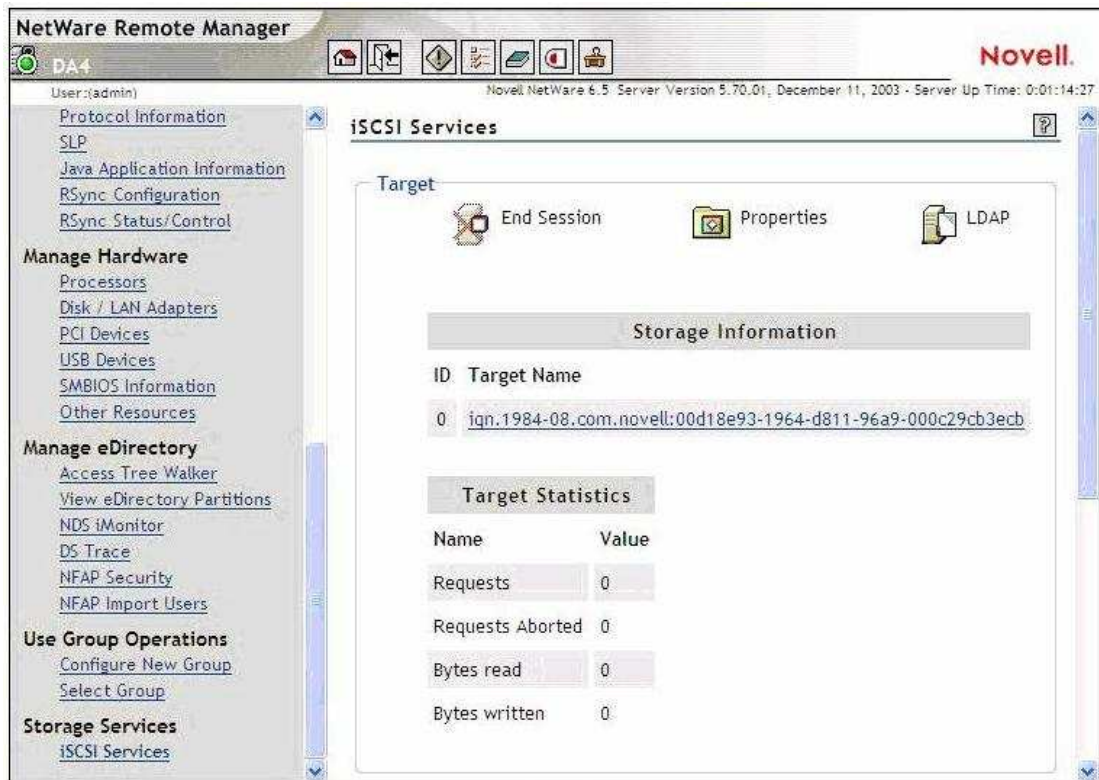 NetWare Remote Manager
DA4
Novell.
User:(admin)
Novell NetWare 6.5 Server Version 5.70.01, December 11, 2003 - Server Up Time: 0:01:14:27
Protocol Information
SLP
Java Application Information
RSync Configuration
RSync Status/Control
Manage Hardware
Processors
Disk / LAN Adapters
PCI Devices
USB Devices
SMBIOS Information
Other Resources
Manage eDirectory
Access Tree Walker
View eDirectory Partitions
NDS iMonitor
DS Trace
NFAP Security
NFAP Import Users
Use Group Operations
Configure New Group
Select Group
Storage Services
iSCSI Services
iSCSI Services
?
Target
End Session
Properties
LDAP
Storage Information
ID Target Name
0 iqn.1984-08.com.novell:00d18e93-1964-d811-96a9-000c29cb3ecb
Target Statistics
Name Value
Requests 0
Requests Aborted 0
Bytes read 0
Bytes written 0